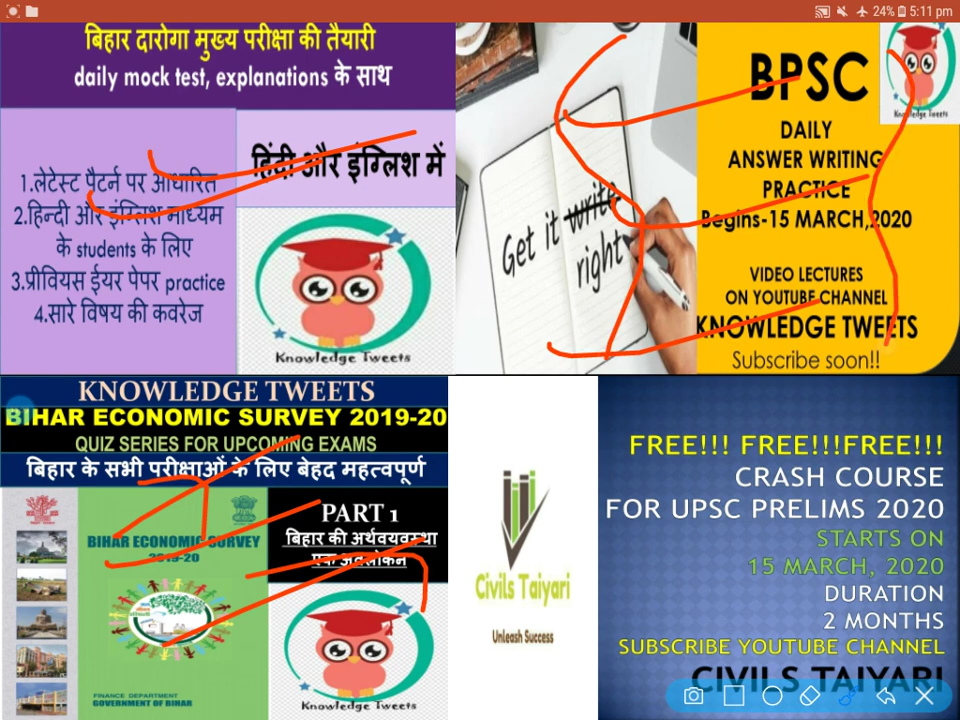 24% 5:11 pm
बिहार दारोगा मुख्य परीक्षा की तैयारी
daily mock test, explanations के साथ
हिंदी और इंग्लिश में
1.लेटेस्ट पैटर्न पर आधारित
2.हिन्दी और इंग्लिश माध्यम
के students के लिए
3.प्रीवियस ईयर पेपर practice
4.सारे विषय की कवरेज
Knowledge Tweets
Get it write
right
BPSC
Knowledge Tweets
DAILY
ANSWER WRITING
PRACTICE
Begins-15 MARCH,2020
VIDEO LECTURES
ON YOUTUBE CHANNEL
KNOWLEDGE TWEETS
Subscribe soon!!
KNOWLEDGE TWEETS
BIHAR ECONOMIC SURVEY 2019-20
QUIZ SERIES FOR UPCOMING EXAMS
बिहार के सभी परीक्षाओं के लिए बेहद महत्वपूर्ण
BIHAR ECONOMIC SURVEY
2019-20
FINANCE DEPARTMENT
GOVERNMENT OF BIHAR
PART 1
बिहार की अर्थवयवस्था
एक अवलोकन
Knowledge Tweets
Civils Taiyari
Unleash Success
FREE!!! FREE!!!FREE!!!
CRASH COURSE
FOR UPSC PRELIMS 2020
STARTS ON
15 MARCH, 2020
DURATION
2 MONTHS
SUBSCRIBE YOUTUBE CHANNEL
CIVILS TAIYARI